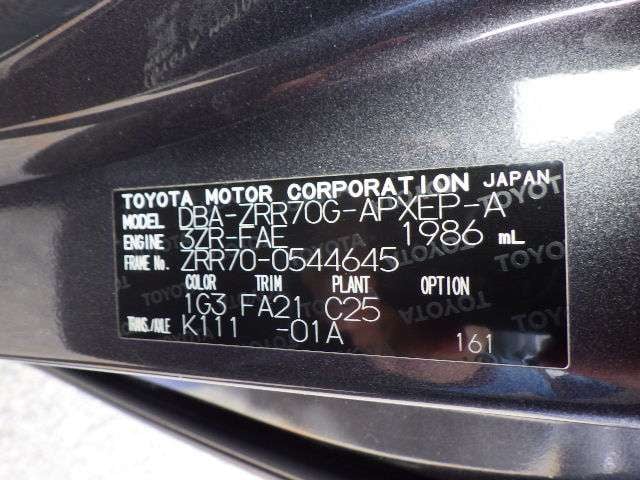 TOYOTA MOTOR CORPORATION JAPAN
MODEL DBA-ZRR70G-APXEP-A
ENGINE 3ZR-FAE 1986 mL
FRAME No. ZRR70-0544645
COLOR TRIM PLANT OPTION
1G3 FA21 C25
TRANS./AXLE K111 -01A
161